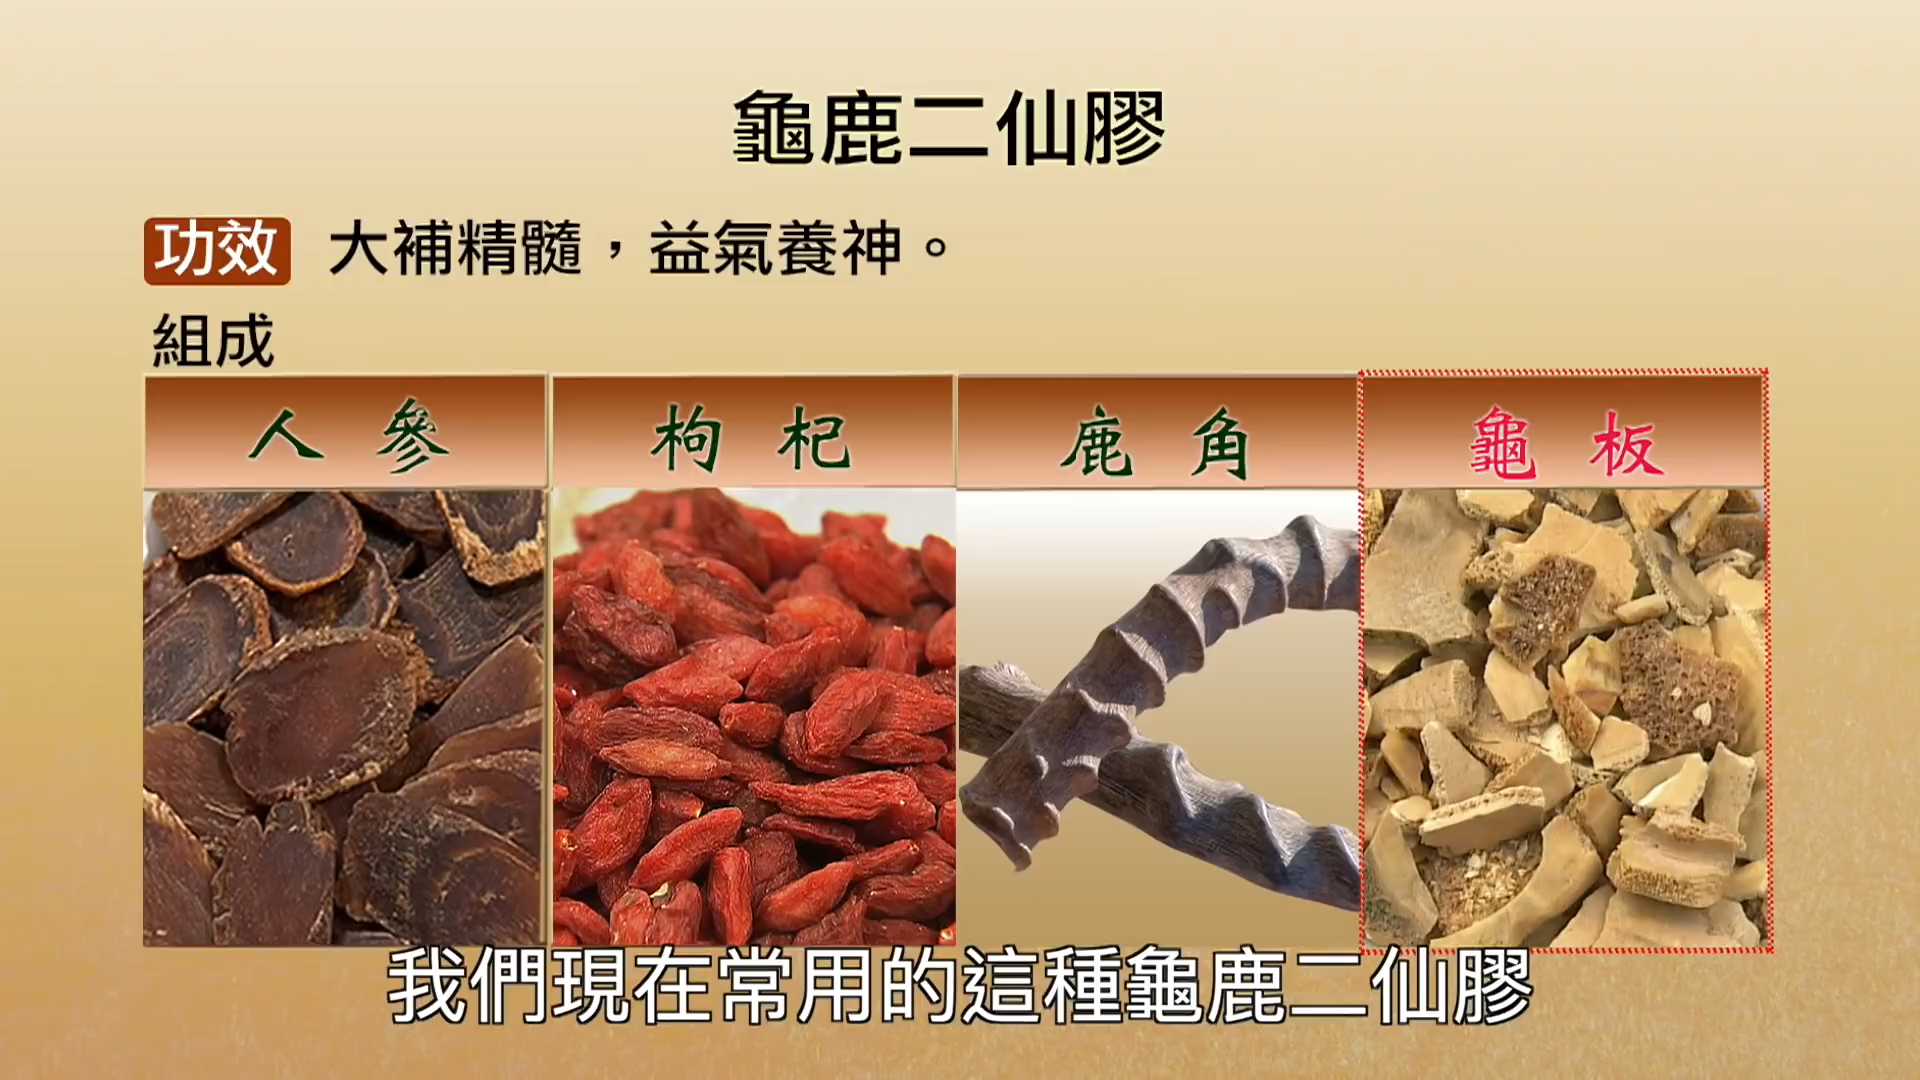 龜鹿二仙膠
功效 大補精髓，益氣養神。
組成
人參 枸杞 鹿角 龜板
我們現在常用的這種龜鹿二仙膠